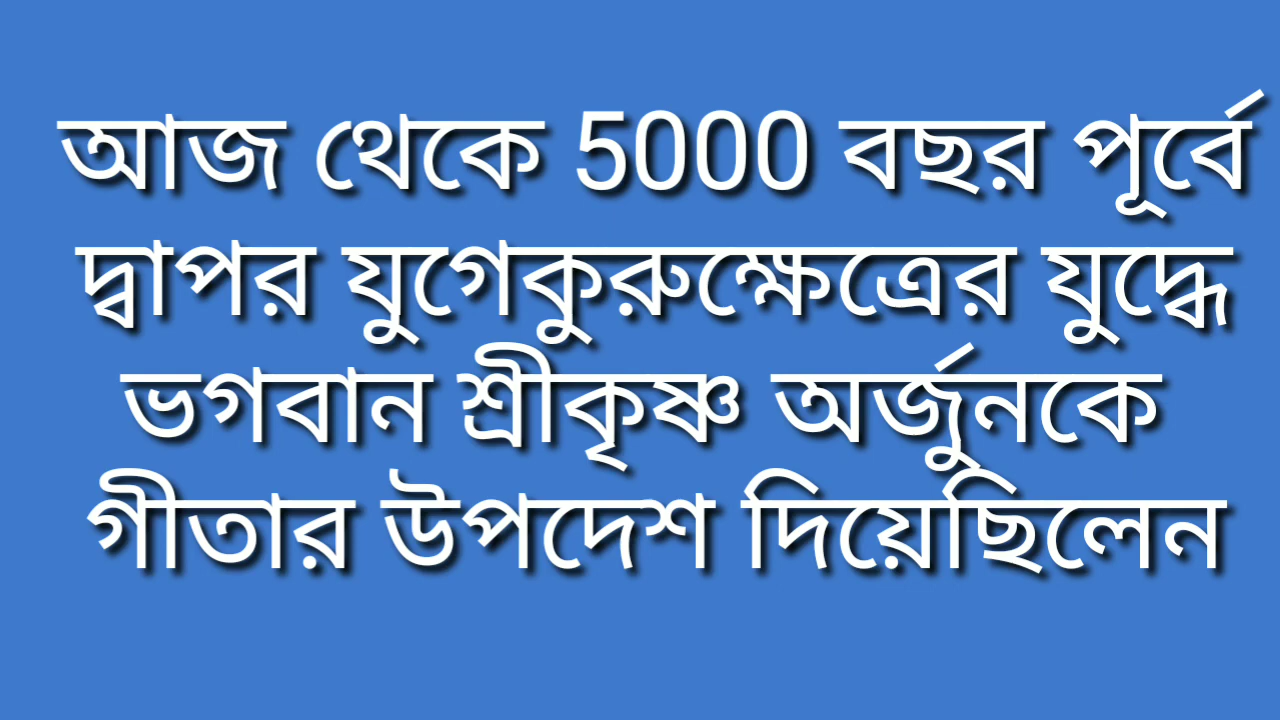 আজ থেকে 5000 বছর পূর্বে
দ্বাপর যুগেকুরুক্ষেত্রের যুদ্ধে
ভগবান শ্রীকৃষ্ণ অর্জুনকে
গীতার উপদেশ দিয়েছিলেন